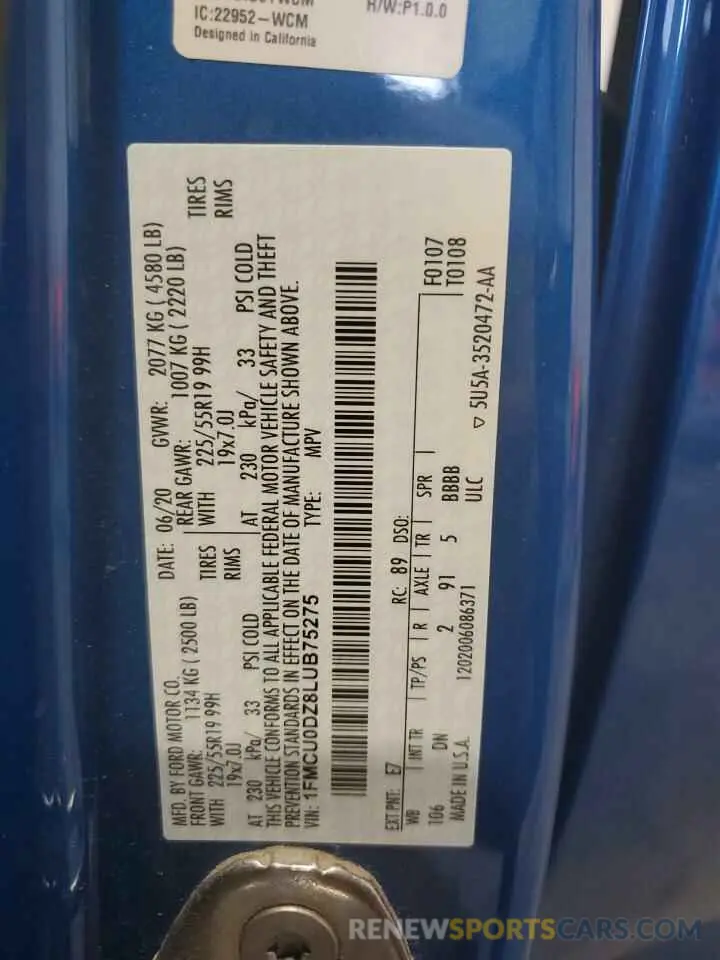 IC:22952-WCM
H/W:P1.0.0
Designed in California
MFD. BY FORD MOTOR CO.
DATE: 06/20
GVWR: 2077 KG ( 4580 LB)
FRONT GAWR: 1134 KG ( 2500 LB)
REAR GAWR: 1007 KG ( 2220 LB)
WITH 225/55R19 99H TIRES
WITH 225/55R19 99H TIRES
19x7.0J RIMS
19x7.0J RIMS
AT 230 kPa/ 33 PSI COLD
AT 230 kPa/ 33 PSI COLD
THIS VEHICLE CONFORMS TO ALL APPLICABLE FEDERAL MOTOR VEHICLE SAFETY AND THEFT
PREVENTION STANDARDS IN EFFECT ON THE DATE OF MANUFACTURE SHOWN ABOVE.
VIN: 1FMCU0DZ8LUB75275
TYPE: MPV
EXT PNT: E7
RC: 89 DSO:
F0107
WB INT TR TP/PS R AXLE TR SPR
T0108
106 DN 2 91 5 BBBB
MADE IN U.S.A.
1202006086371
ULC
▽ 5U5A-3520472-AA
RENEWSPORTSCARS.COM